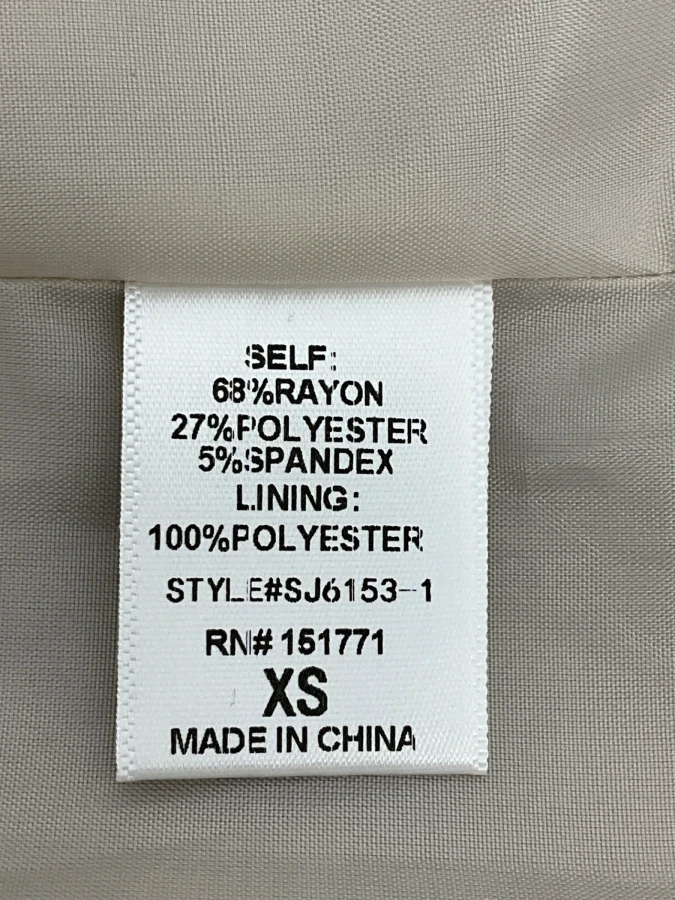 SELF:
68%RAYON
27%POLYESTER
5%SPANDEX
LINING:
100%POLYESTER
STYLE#SJ6153-1
RN# 151771
XS
MADE IN CHINA